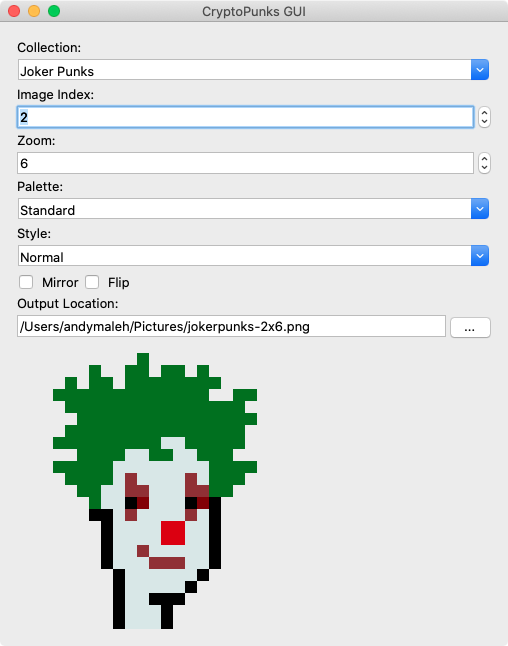 CryptoPunks GUI
Collection:
Joker Punks
Image Index:
2
Zoom:
6
Palette:
Standard
Style:
Normal
Mirror Flip
Output Location:
/Users/andymaleh/Pictures/jokerpunks-2x6.png
...